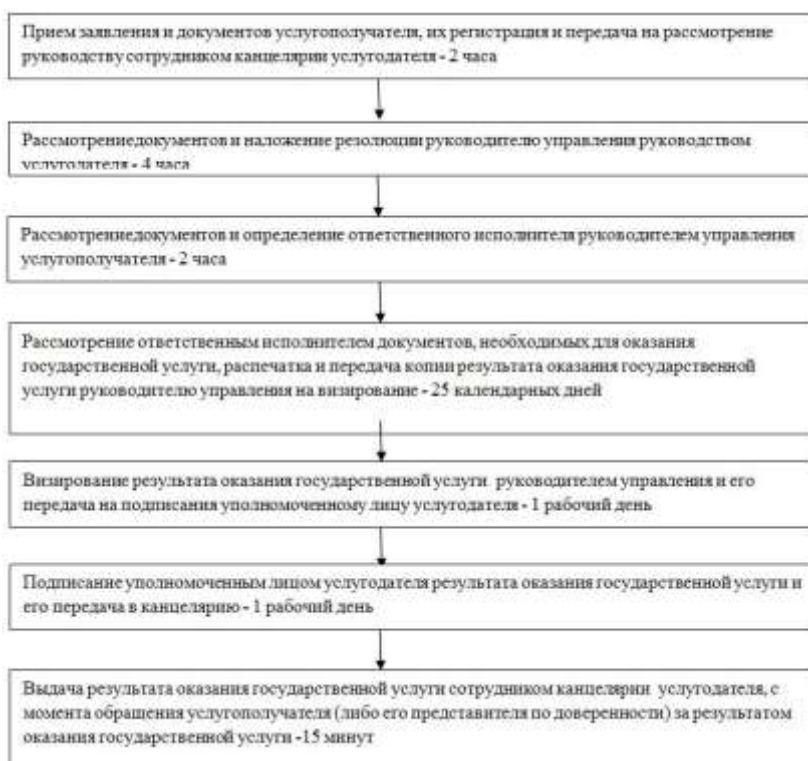 Прием заявления и документов услугополучателя, их регистрация и передача на рассмотрение
руководству сотрудником канцелярии услугодателя - 2 часа
Рассмотрениедокументов и наложение резолюции руководителю управления руководством
услугодателя - 4 часа
Рассмотрениедокументов и определение ответственного исполнителя руководителем управления
услугополучателя - 2 часа
Рассмотрение ответственным исполнителем документов, необходимых для оказания
государственной услуги, распечатка и передача копии результата оказания государственной
услуги руководителю управления на визирование - 25 календарных дней
Визирование результата оказания государственной услуги руководителем управления и его
передача на подписания уполномоченному лицу услугодателя - 1 рабочий день
Подписание уполномоченным лицом услугодателя результата оказания государственной услуги и
его передача в канцелярию - 1 рабочий день
Выдача результата оказания государственной услуги сотрудником канцелярии услугодателя, с
момента обращения услугополучателя (либо его представителя по доверенности) за результатом
оказания государственной услуги -15 минут